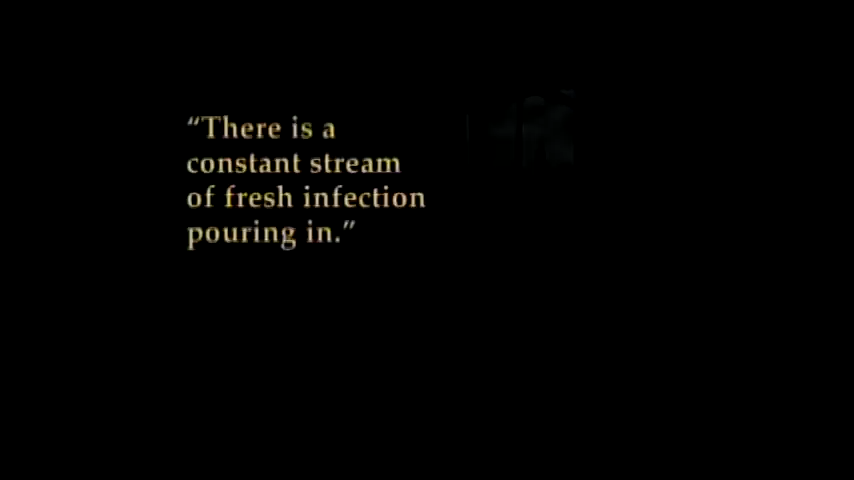 “There is a
constant stream
of fresh infection
pouring in.”